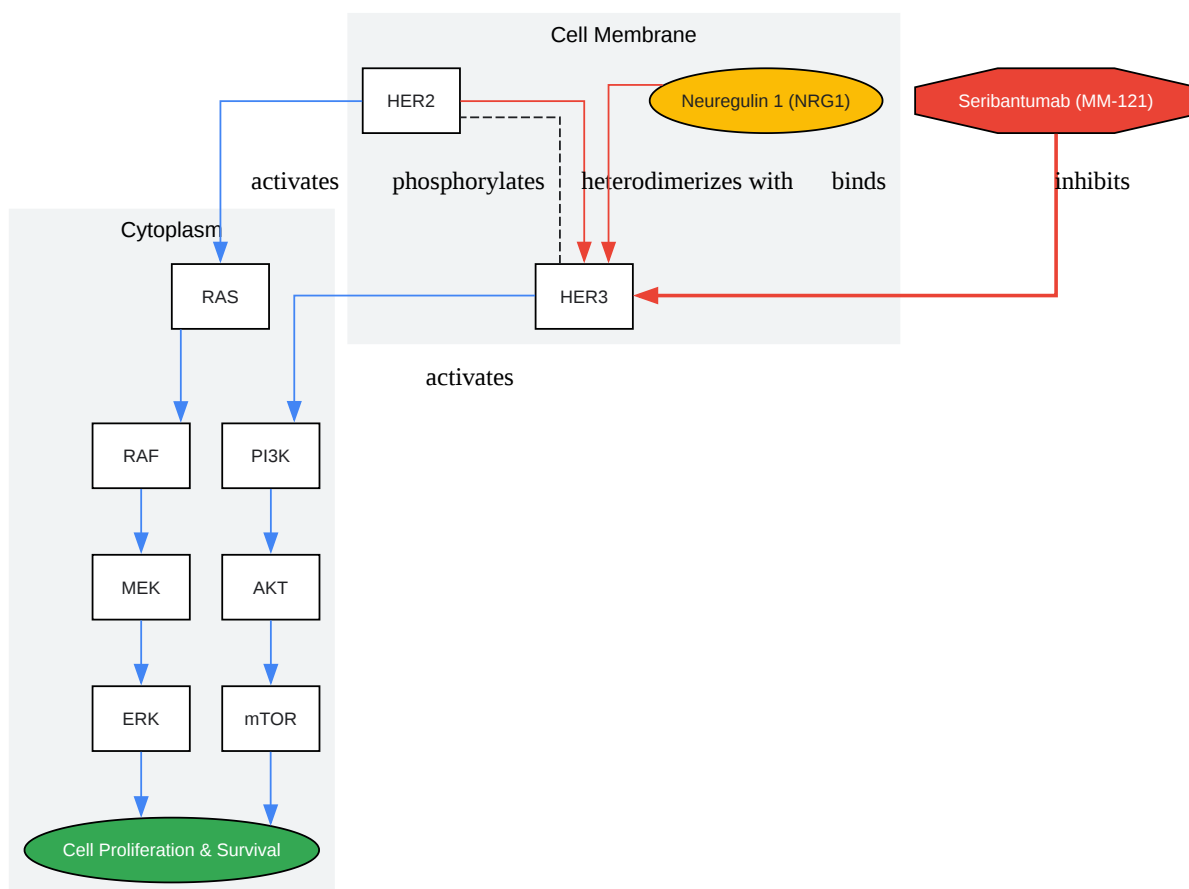 Cell Membrane
HER2
Neuregulin 1 (NRG1)
Seribantumab (MM-121)
activates
phosphorylates
heterodimerizes with
binds
inhibits
Cytoplasm
RAS
HER3
activates
RAF
PI3K
MEK
AKT
ERK
mTOR
Cell Proliferation & Survival